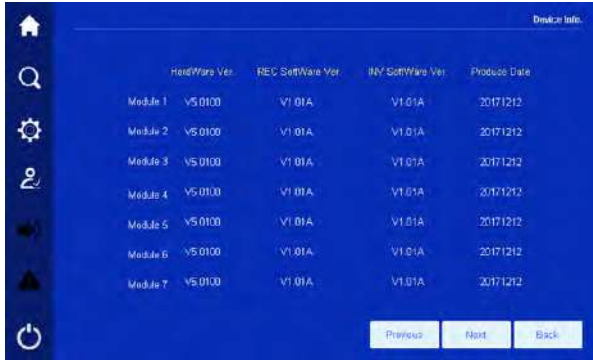 Device Info.
HardWare Ver. REC SoftWare Ver INV SoftWare Ver Produce Date
Module 1 V5.0100 V1.01A V1.01A 20171212
Module 2 V5.0100 V1.01A V1.01A 20171212
Module 3 V5.0100 V1.01A V1.01A 20171212
Module 4 V5.0100 V1.01A V1.01A 20171212
Module 5 V5.0100 V1.01A V1.01A 20171212
Module 6 V5.0100 V1.01A V1.01A 20171212
Module 7 V5.0100 V1.01A V1.01A 20171212
Previous Next Back